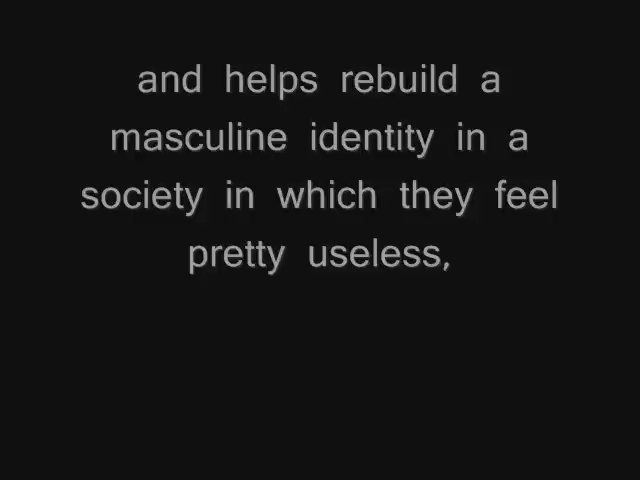 and helps rebuild a
masculine identity in a
society in which they feel
pretty useless,